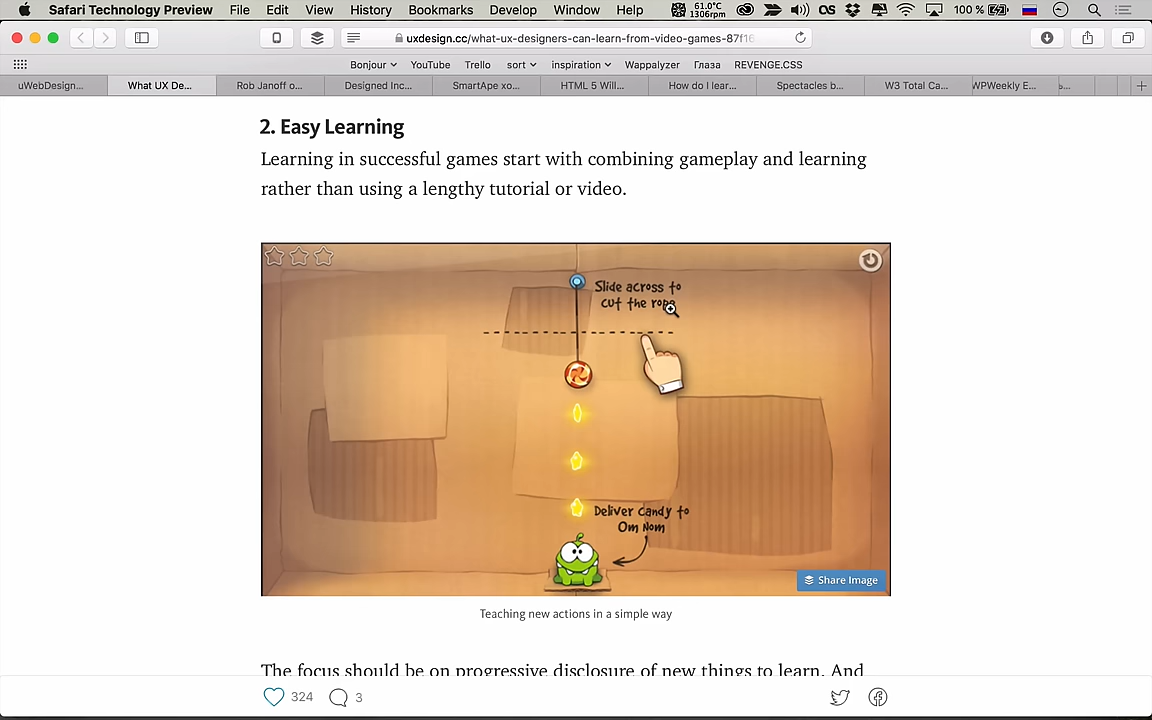 Safari Technology Preview File Edit View History Bookmarks Develop Window Help 61.0°C 1306rpm OS 100 %
uxdesign.cc/what-ux-designers-can-learn-from-video-games-87f16
Bonjour YouTube Trello sort inspiration Wappalyzer Глаза REVENGE.CSS
uWebDesign... What UX De... Rob Janoff o... Designed Inc... SmartApe xo... HTML 5 Will... How do I lear... Spectacles b... W3 Total Ca... WPWeekly E...
2. Easy Learning
Learning in successful games start with combining gameplay and learning
rather than using a lengthy tutorial or video.
Slide across to
cut the rope
Deliver candy to
Om Nom
Share Image
Teaching new actions in a simple way
The focus should be on progressive disclosure of new things to learn. And
324 3